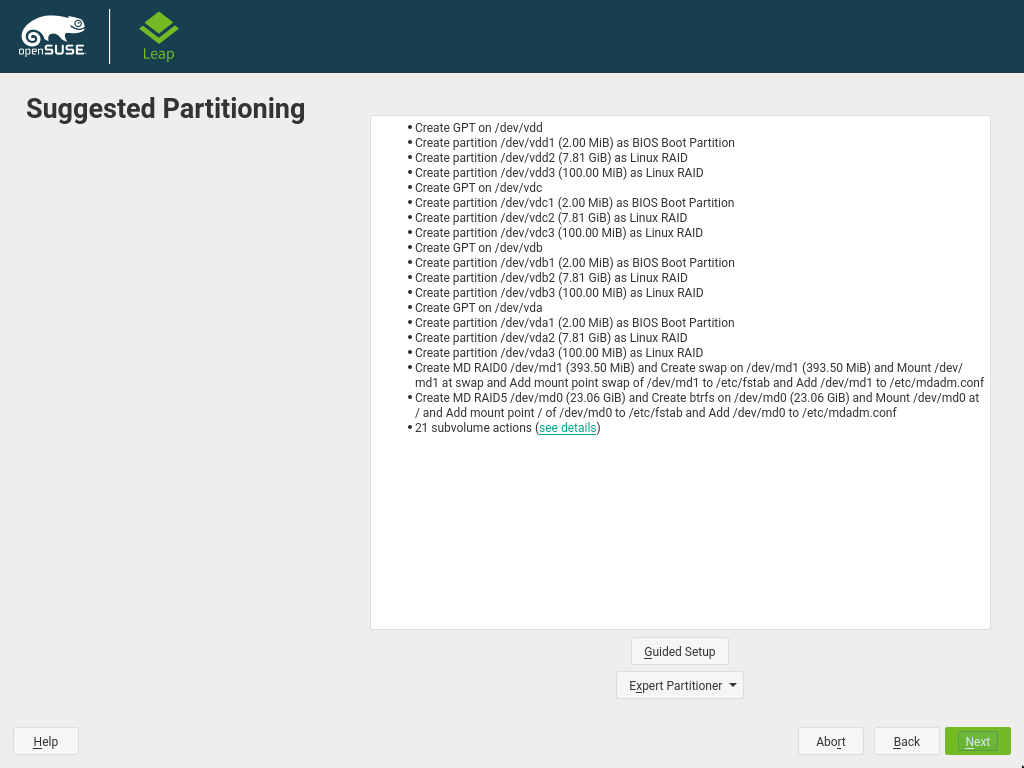 openSUSE
Leap
Suggested Partitioning
• Create GPT on /dev/vdd
• Create partition /dev/vdd1 (2.00 MiB) as BIOS Boot Partition
• Create partition /dev/vdd2 (7.81 GiB) as Linux RAID
• Create partition /dev/vdd3 (100.00 MiB) as Linux RAID
• Create GPT on /dev/vdc
• Create partition /dev/vdc1 (2.00 MiB) as BIOS Boot Partition
• Create partition /dev/vdc2 (7.81 GiB) as Linux RAID
• Create partition /dev/vdc3 (100.00 MiB) as Linux RAID
• Create GPT on /dev/vdb
• Create partition /dev/vdb1 (2.00 MiB) as BIOS Boot Partition
• Create partition /dev/vdb2 (7.81 GiB) as Linux RAID
• Create partition /dev/vdb3 (100.00 MiB) as Linux RAID
• Create GPT on /dev/vda
• Create partition /dev/vda1 (2.00 MiB) as BIOS Boot Partition
• Create partition /dev/vda2 (7.81 GiB) as Linux RAID
• Create partition /dev/vda3 (100.00 MiB) as Linux RAID
• Create MD RAID0 /dev/md1 (393.50 MiB) and Create swap on /dev/md1 (393.50 MiB) and Mount /dev/
md1 at swap and Add mount point swap of /dev/md1 to /etc/fstab and Add /dev/md1 to /etc/mdadm.conf
• Create MD RAID5 /dev/md0 (23.06 GiB) and Create btrfs on /dev/md0 (23.06 GiB) and Mount /dev/md0 at
/ and Add mount point / of /dev/md0 to /etc/fstab and Add /dev/md0 to /etc/mdadm.conf
• 21 subvolume actions (see details)
Guided Setup
Expert Partitioner
Help
Abort
Back
Next